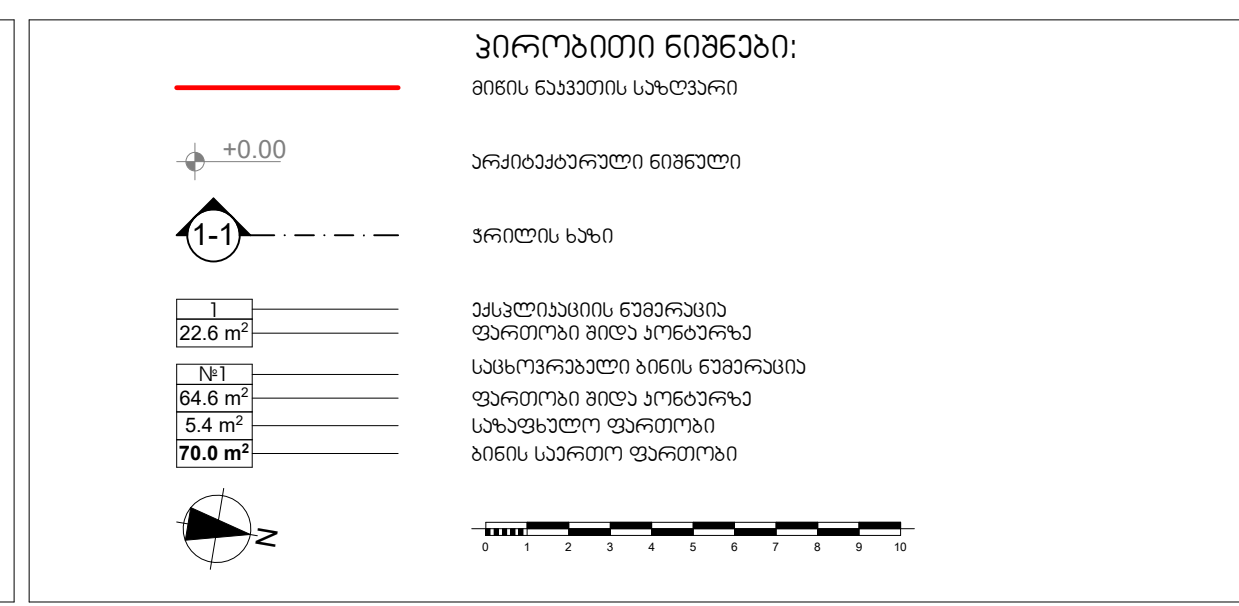 პირობითი ნიშნები:
მიწის ნაკვეთის საზღვარი
+0.00
არქიტექტურული ნიშნული
1-1
ჭრილის ხაზი
1
ექსპლიკაციის ნუმერაცია
22.6 m²
ფართობი შიდა კონტურზე
№1
საცხოვრებელი ბინის ნუმერაცია
64.6 m²
ფართობი შიდა კონტურზე
5.4 m²
საზაფხულო ფართობი
70.0 m²
ბინის საერთო ფართობი
N
0 1 2 3 4 5 6 7 8 9 10